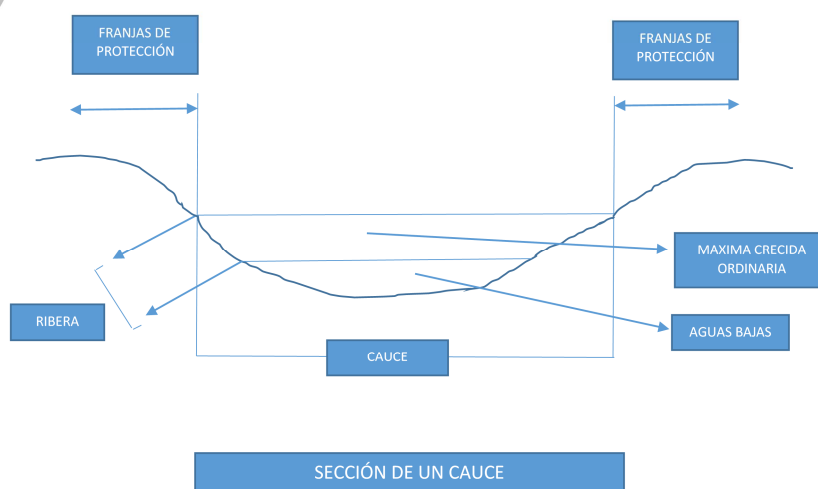 FRANJAS DE
PROTECCIÓN
FRANJAS DE
PROTECCIÓN
MAXIMA CRECIDA
ORDINARIA
RIBERA
AGUAS BAJAS
CAUCE
SECCIÓN DE UN CAUCE